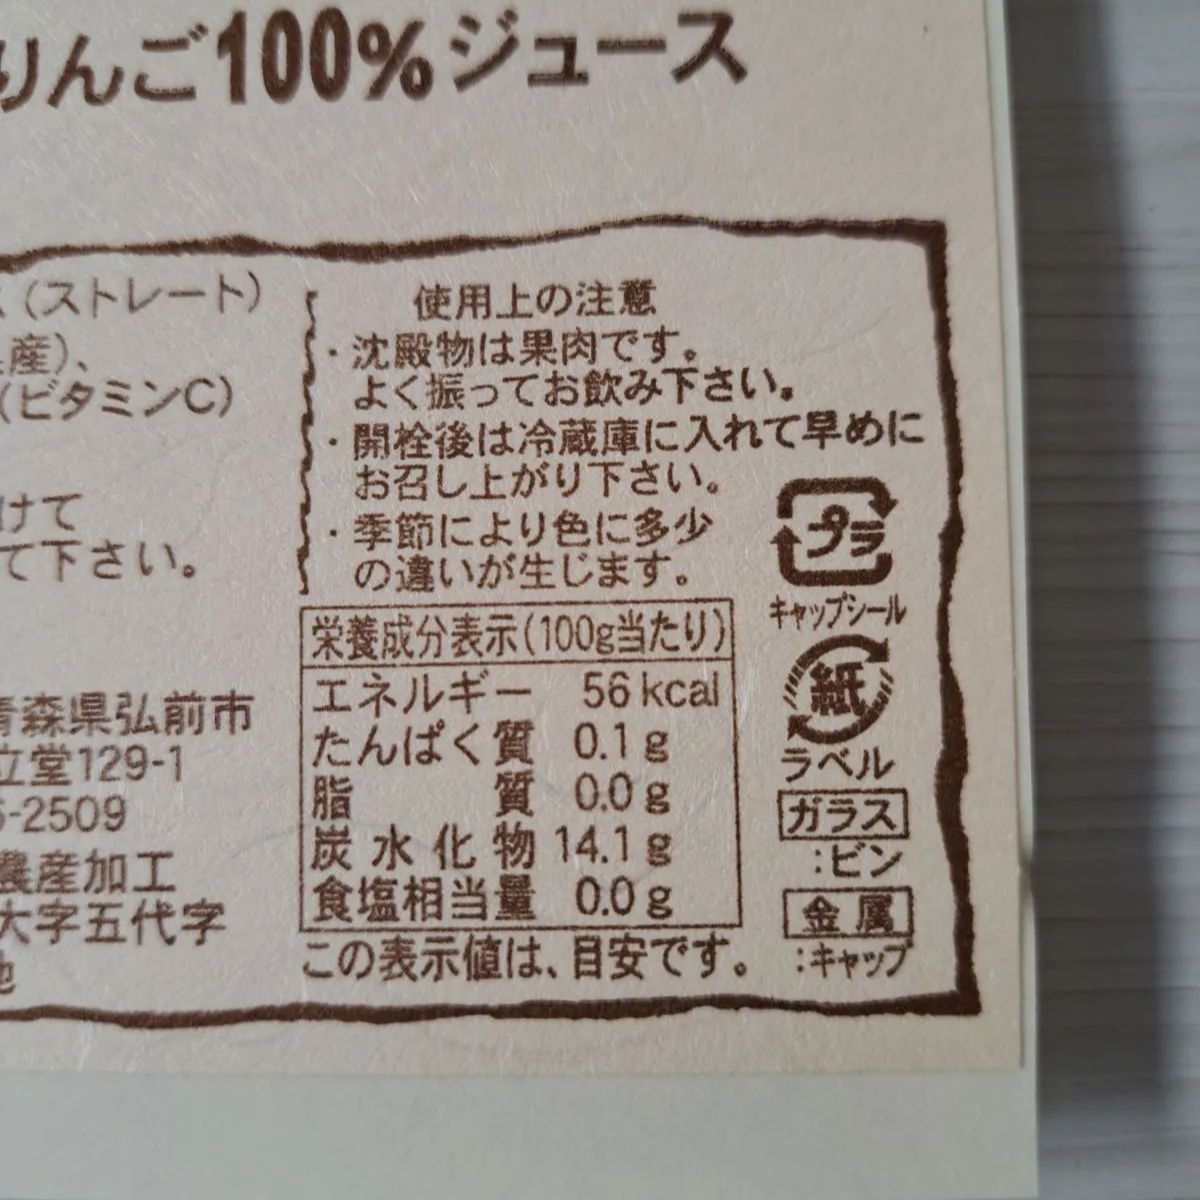 りんご100%ジュース
(ストレート)
産)、
(ビタミンC)
けて
て下さい。
青森県弘前市
立堂129-1
-2509
農産加工
大字五代字
使用上の注意
・沈殿物は果肉です。
よく振ってお飲み下さい。
・開栓後は冷蔵庫に入れて早めに
お召し上がり下さい。
・季節により色に多少
の違いが生じます。
栄養成分表示(100g当たり)
エネルギー 56kcal
たんぱく質 0.1g
脂質 0.0g
炭水化物 14.1g
食塩相当量 0.0g
この表示値は、目安です。
プラ
キャップシール
紙
ラベル
ガラス
:ビン
金属
:キャップ